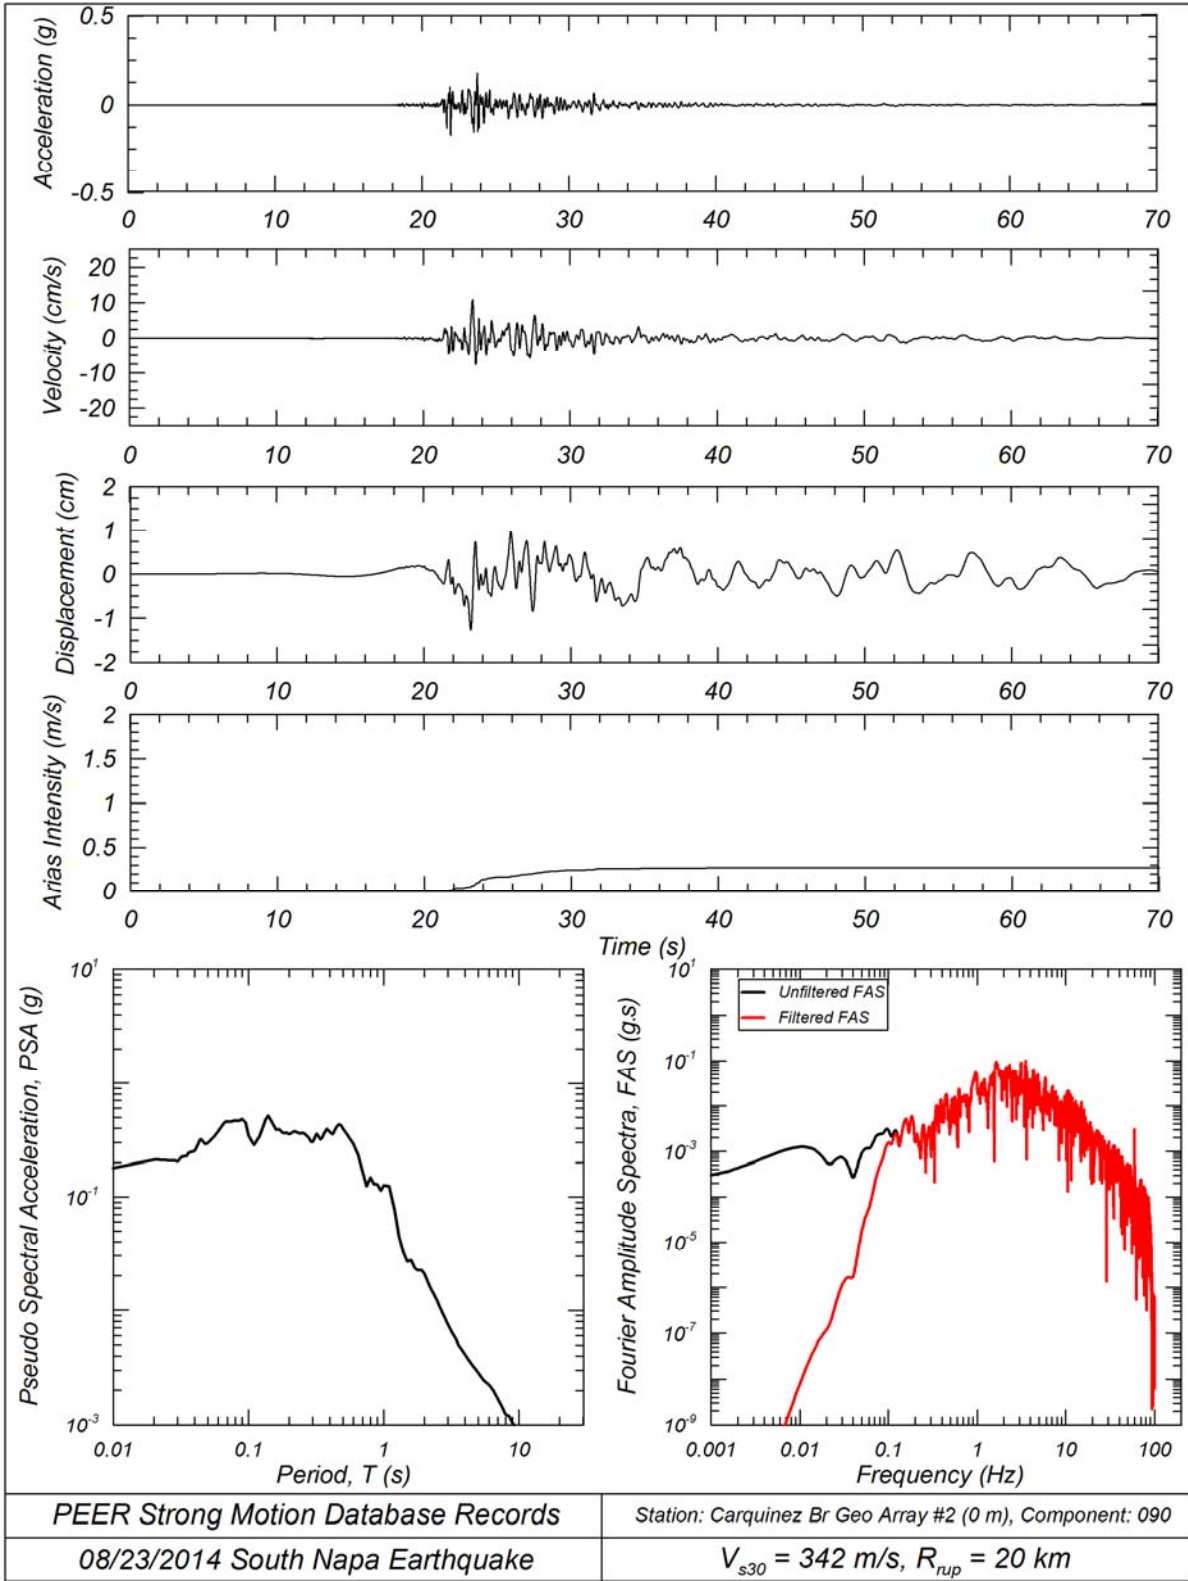 0.5
0
-0.5
Acceleration (g)
0 10 20 30 40 50 60 70
20
10
0
-10
-20
Velocity (cm/s)
0 10 20 30 40 50 60 70
2
1
0
-1
-2
Displacement (cm)
0 10 20 30 40 50 60 70
2
1.5
1
0.5
0
Arias Intensity (m/s)
0 10 20 30 40 50 60 70
Time (s)
10¹
10⁻¹
10⁻³
Pseudo Spectral Acceleration, PSA (g)
0.01 0.1 1 10
Period, T (s)
10¹
10⁻¹
10⁻³
10⁻⁵
10⁻⁷
10⁻⁹
Fourier Amplitude Spectra, FAS (g.s)
Unfiltered FAS
Filtered FAS
0.001 0.01 0.1 1 10 100
Frequency (Hz)
PEER Strong Motion Database Records
Station: Carquinez Br Geo Array #2 (0 m), Component: 090
08/23/2014 South Napa Earthquake
Vₛ₃₀ = 342 m/s, R_rup = 20 km